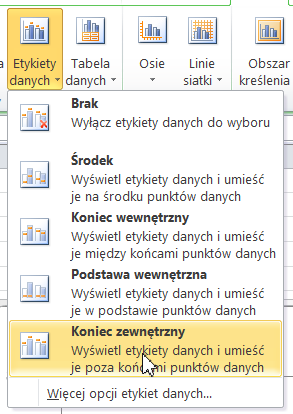 Etykiety
danych
Tabela
danych
Osie
Linie
siatki
Obszar
kreślenia
Brak
Wyłącz etykiety danych do wyboru
Środek
Wyświetl etykiety danych i umieść
je na środku punktów danych
Koniec wewnętrzny
Wyświetl etykiety danych i umieść
je między końcami punktów danych
Podstawa wewnętrzna
Wyświetl etykiety danych i umieść
je w podstawie punktów danych
Koniec zewnętrzny
Wyświetl etykiety danych i umieść
je poza końcami punktów danych
Więcej opcji etykiet danych...